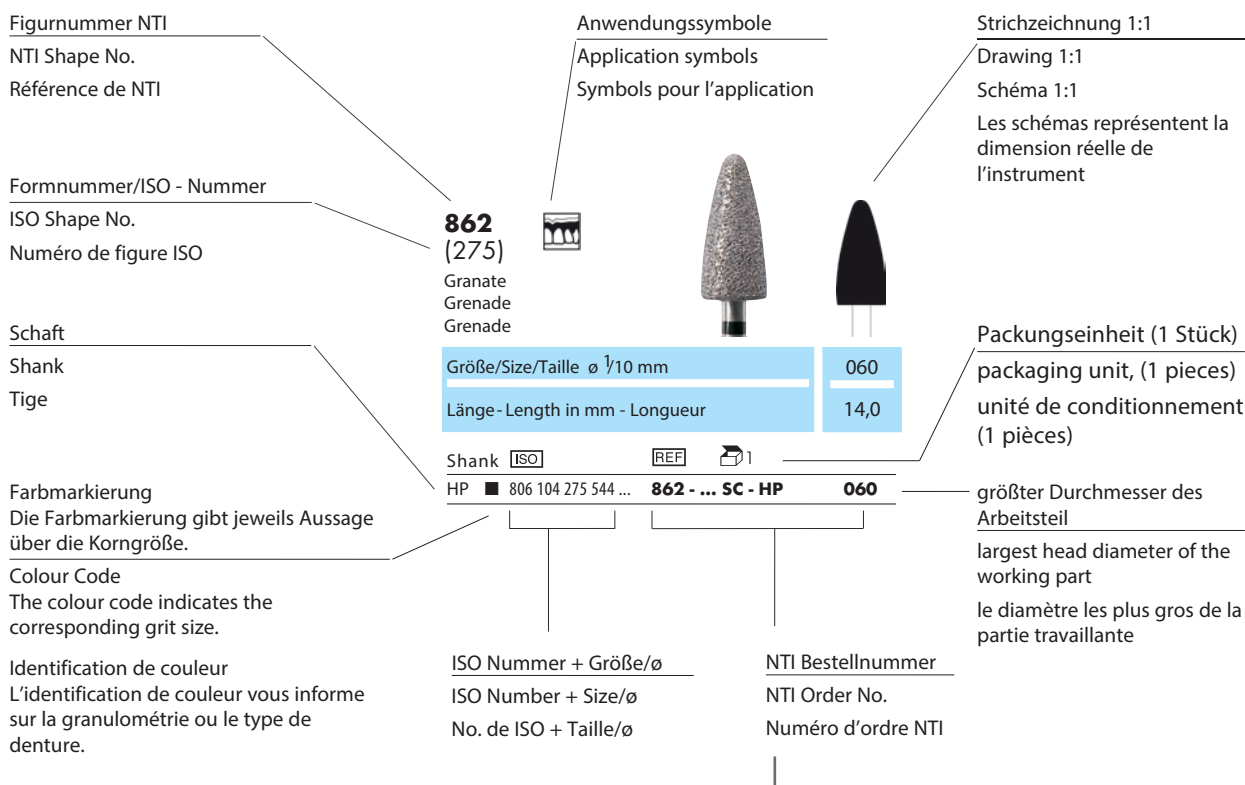 Figurnummer NTI
NTI Shape No.
Référence de NTI
Anwendungssymbole
Application symbols
Symbols pour l'application
Strichzeichnung 1:1
Drawing 1:1
Schéma 1:1
Les schémas représentent la
dimension réelle de
l'instrument
Formnummer/ISO - Nummer
ISO Shape No.
Numéro de figure ISO
862
(275)
Granate
Grenade
Grenade
Schaft
Shank
Tige
Größe/Size/Taille ø 1/10 mm 060
Länge - Length in mm - Longueur 14,0
Packungseinheit (1 Stück)
packaging unit, (1 pieces)
unité de conditionnement
(1 pièces)
Shank ISO REF 1
HP ■ 806 104 275 544 ... 862 - ... SC - HP 060
Farbmarkierung
Die Farbmarkierung gibt jeweils Aussage
über die Korngröße.
Colour Code
The colour code indicates the
corresponding grit size.
Identification de couleur
L'identification de couleur vous informe
sur la granulométrie ou le type de
denture.
größter Durchmesser des
Arbeitsteil
largest head diameter of the
working part
le diamètre les plus gros de la
partie travaillante
ISO Nummer + Größe/ø
ISO Number + Size/ø
No. de ISO + Taille/ø
NTI Bestellnummer
NTI Order No.
Numéro d'ordre NTI